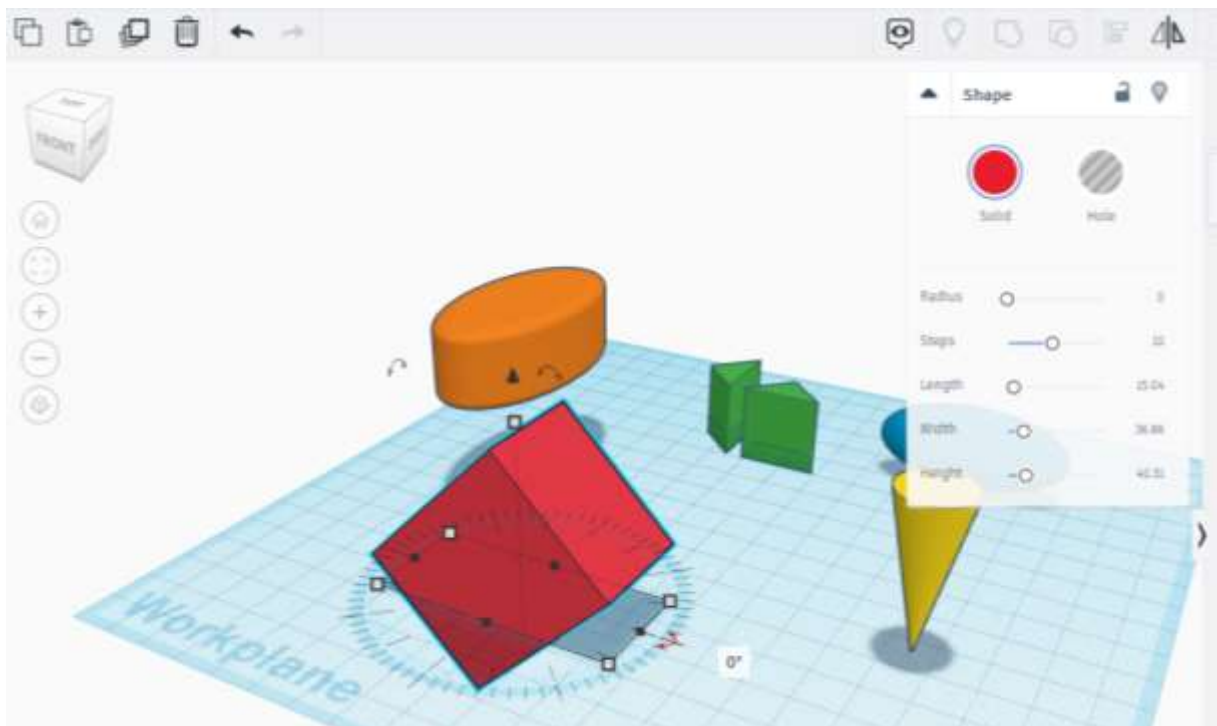 FRONT
Shape
Solid
Hole
Radius
Steps
Length
Width
Height
Workplane
0°